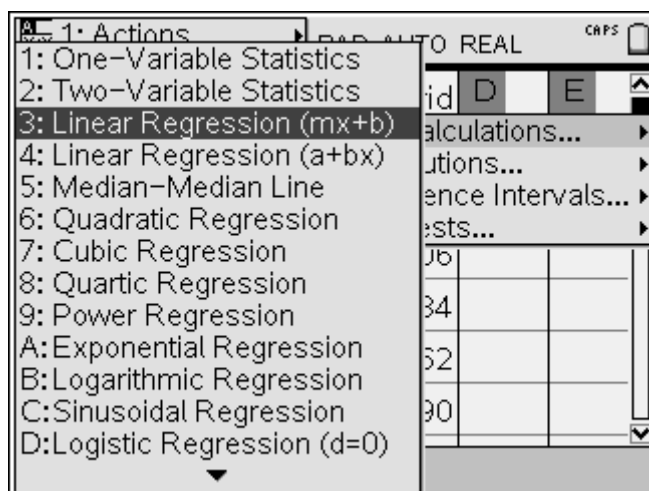 1: Actions
RAD AUTO REAL
CAPS
1: One-Variable Statistics
2: Two-Variable Statistics
3: Linear Regression (mx+b)
4: Linear Regression (a+bx)
5: Median-Median Line
6: Quadratic Regression
7: Cubic Regression
8: Quartic Regression
9: Power Regression
A:Exponential Regression
B:Logarithmic Regression
C:Sinusoidal Regression
D:Logistic Regression (d=0)
id D E
alculations...
utions...
ence Intervals...
ests...
34
62
90